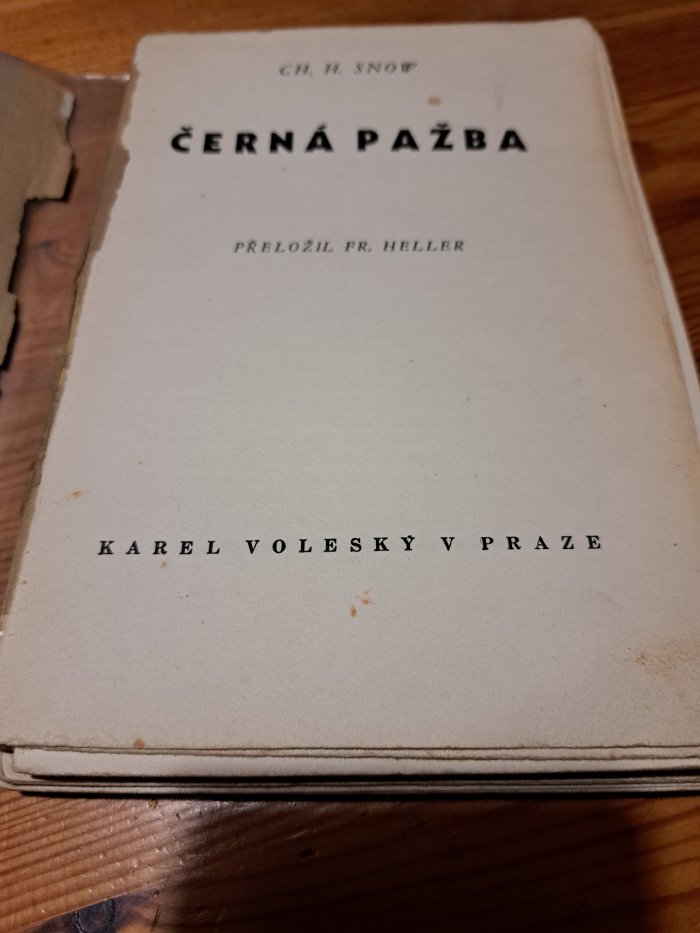 CH. H. SNOW
ČERNÁ PAŽBA
PŘELOŽIL FR. HELLER
KAREL VOLESKÝ V PRAZE